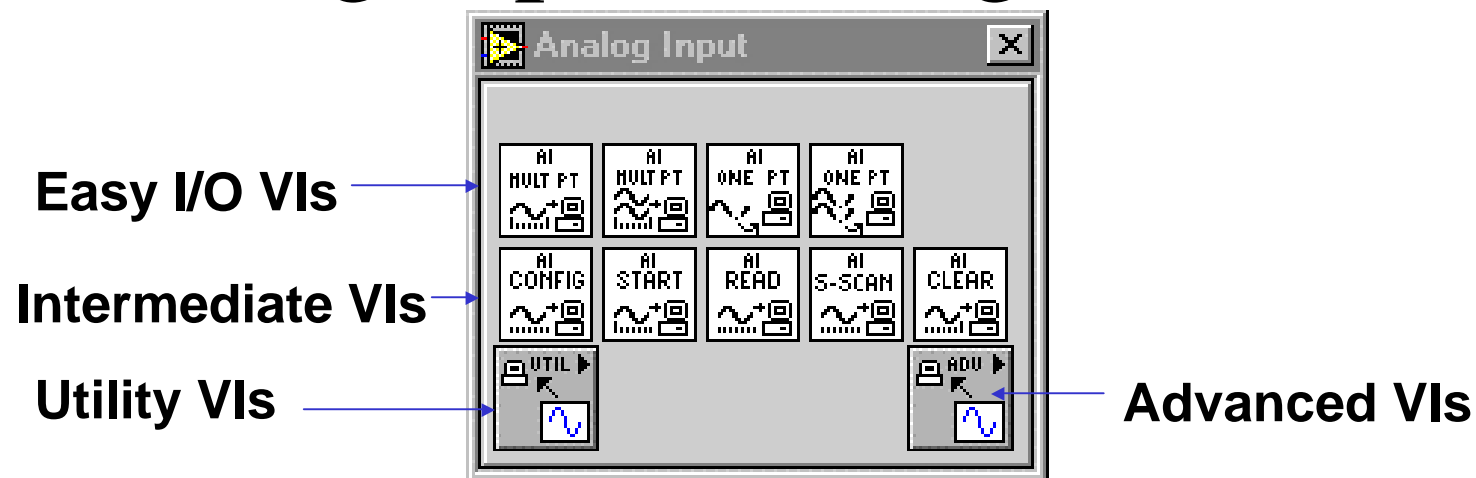 Analog Input
Easy I/O VIs
AI MULT PT
AI MULT PT
AI ONE PT
AI ONE PT
Intermediate VIs
AI CONFIG
AI START
AI READ
AI S-SCAN
AI CLEAR
Utility VIs
UTIL
ADV
Advanced VIs